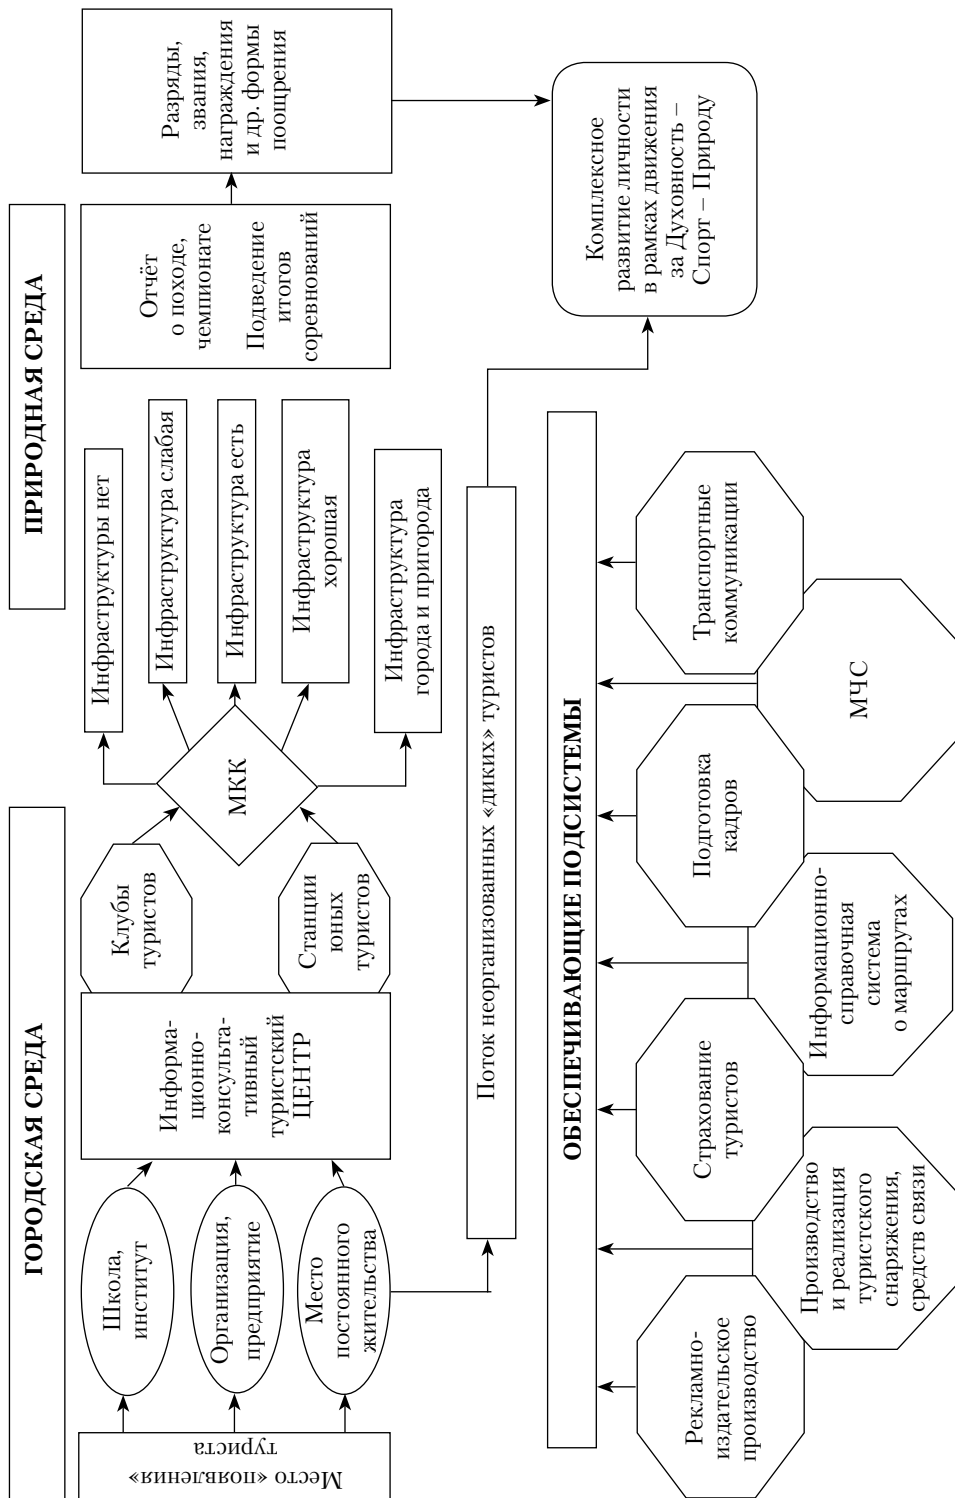 ГОРОДСКАЯ СРЕДА
ПРИРОДНАЯ СРЕДА
Место «появления»
туриста
Школа,
институт
Организация,
предприятие
Место
постоянного
жительства
Информа-
ционно-
консульта-
тивный
туристский
ЦЕНТР
Клубы
туристов
Станции
юных
туристов
МКК
Инфраструктуры нет
Инфраструктура слабая
Инфраструктура есть
Инфраструктура
хорошая
Инфраструктура
города и пригорода
Отчёт
о походе,
чемпионате
Подведение
итогов
соревнований
Разряды,
звания,
награждения
и др. формы
поощрения
Поток неорганизованных «диких» туристов
Комплексное
развитие личности
в рамках движения
за Духовность –
Спорт – Природу
ОБЕСПЕЧИВАЮЩИЕ ПОДСИСТЕМЫ
Рекламно-
издательское
производство
Производство
и реализация
туристского
снаряжения,
средств связи
Страхование
туристов
Информационно-
справочная
система
о маршрутах
Подготовка
кадров
МЧС
Транспортные
коммуникации